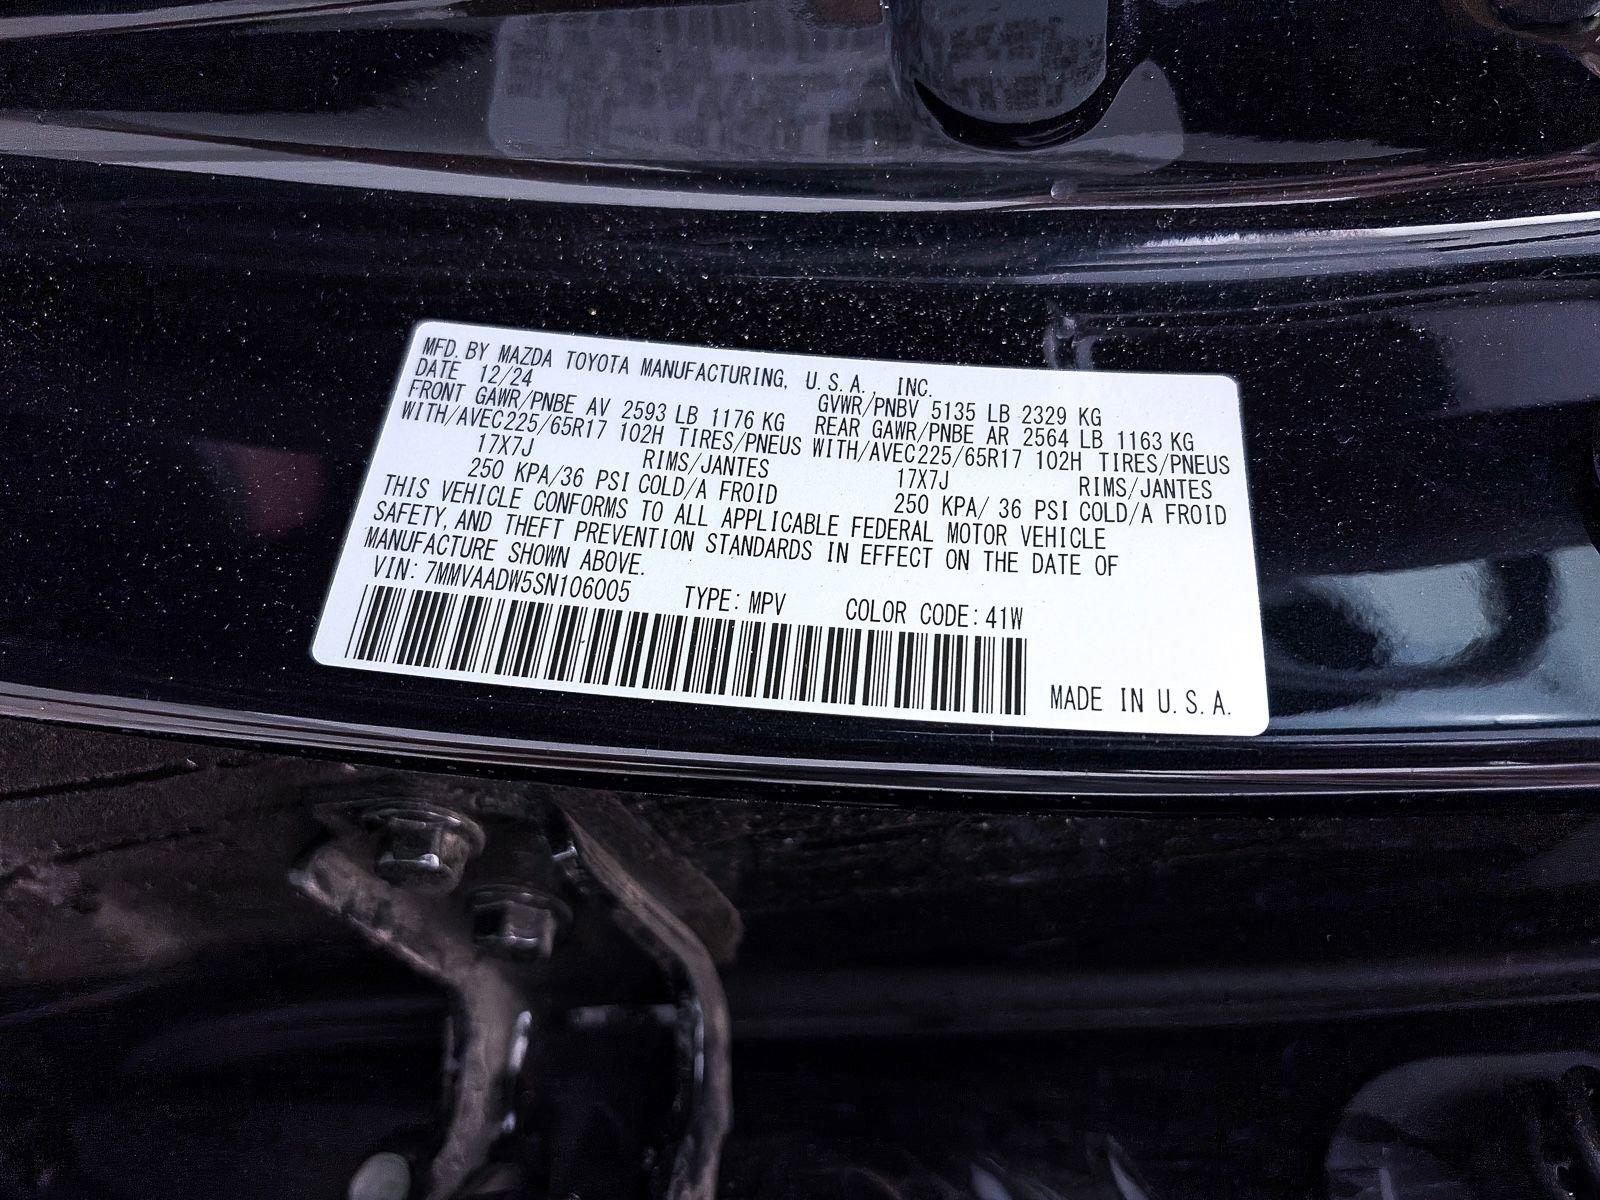 MFD. BY MAZDA TOYOTA MANUFACTURING, U.S.A., INC.
DATE 12/24 GVWR/PNBV 5135 LB 2329 KG
FRONT GAWR/PNBE AV 2593 LB 1176 KG REAR GAWR/PNBE AR 2564 LB 1163 KG
WITH/AVEC225/65R17 102H TIRES/PNEUS WITH/AVEC225/65R17 102H TIRES/PNEUS
17X7J RIMS/JANTES 17X7J RIMS/JANTES
250 KPA/36 PSI COLD/A FROID 250 KPA/ 36 PSI COLD/A FROID
THIS VEHICLE CONFORMS TO ALL APPLICABLE FEDERAL MOTOR VEHICLE
SAFETY, AND THEFT PREVENTION STANDARDS IN EFFECT ON THE DATE OF
MANUFACTURE SHOWN ABOVE.
VIN: 7MMVAADW5SN106005 TYPE: MPV COLOR CODE: 41W
MADE IN U.S.A.